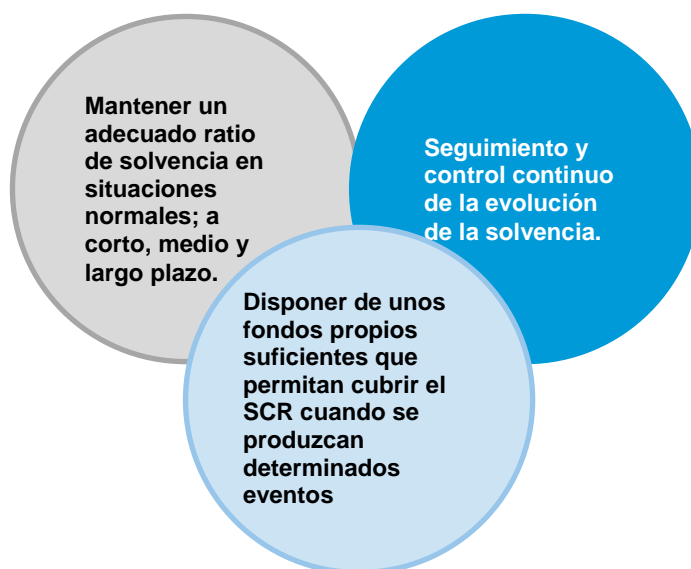 Mantener un
adecuado ratio
de solvencia en
situaciones
normales; a
corto, medio y
largo plazo.
Seguimiento y
control continuo
de la evolución
de la solvencia.
Disponer de unos
fondos propios
suficientes que
permitan cubrir el
SCR cuando se
produzcan
determinados
eventos